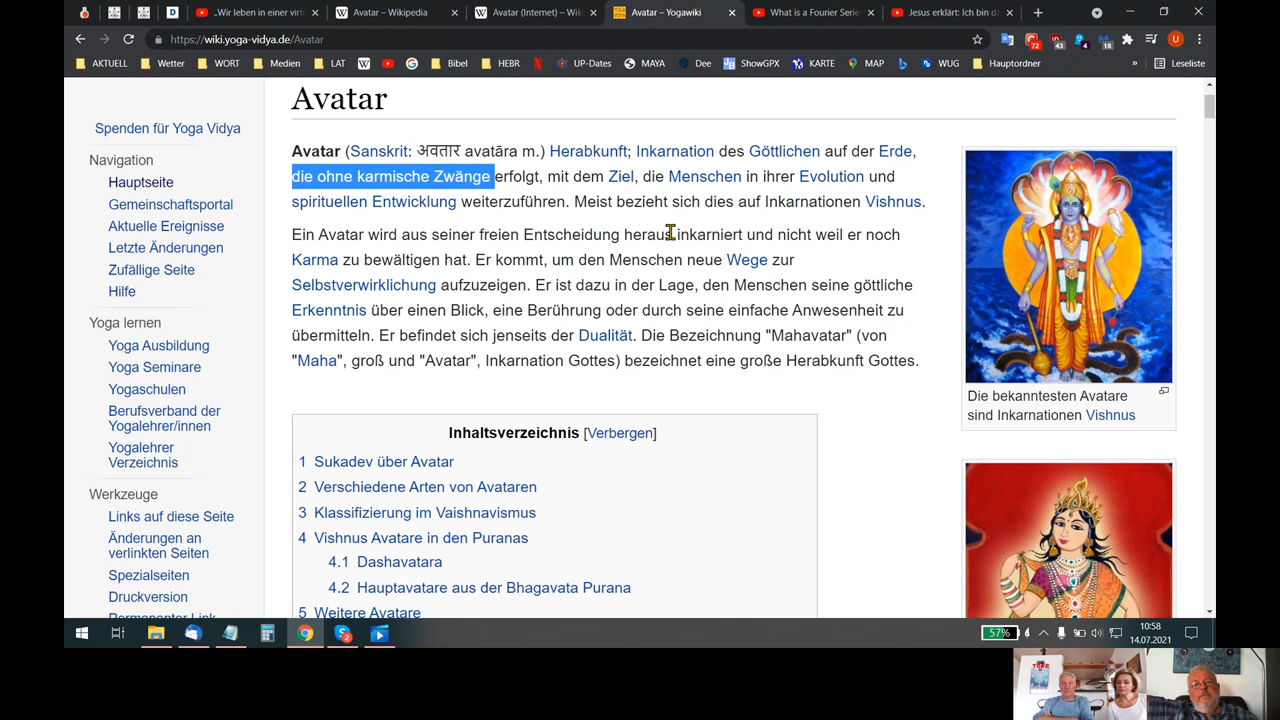 „Wir leben in einer virt
Avatar – Wikipedia
Avatar (Internet) – Wiki
Avatar – Yogawiki
What is a Fourier Series
Jesus erklärt: Ich bin da
https://wiki.yoga-vidya.de/Avatar
72
43
4
18
U
AKTUELL
Wetter
WORT
Medien
LAT
Bibel
HEBR
UP-Dates
MAYA
Dee
ShowGPX
KARTE
MAP
WUG
Hauptordner
»
Leseliste
Spenden für Yoga Vidya
Navigation
Hauptseite
Gemeinschaftsportal
Aktuelle Ereignisse
Letzte Änderungen
Zufällige Seite
Hilfe
Yoga lernen
Yoga Ausbildung
Yoga Seminare
Yogaschulen
Berufsverband der
Yogalehrer/innen
Yogalehrer
Verzeichnis
Werkzeuge
Links auf diese Seite
Änderungen an
verlinkten Seiten
Spezialseiten
Druckversion
Permanenter Link
Avatar
Avatar (Sanskrit: अवतार avatāra m.) Herabkunft; Inkarnation des Göttlichen auf der Erde,
die ohne karmische Zwänge erfolgt, mit dem Ziel, die Menschen in ihrer Evolution und
spirituellen Entwicklung weiterzuführen. Meist bezieht sich dies auf Inkarnationen Vishnus.
Ein Avatar wird aus seiner freien Entscheidung heraus inkarniert und nicht weil er noch
Karma zu bewältigen hat. Er kommt, um den Menschen neue Wege zur
Selbstverwirklichung aufzuzeigen. Er ist dazu in der Lage, den Menschen seine göttliche
Erkenntnis über einen Blick, eine Berührung oder durch seine einfache Anwesenheit zu
übermitteln. Er befindet sich jenseits der Dualität. Die Bezeichnung "Mahavatar" (von
"Maha", groß und "Avatar", Inkarnation Gottes) bezeichnet eine große Herabkunft Gottes.
Inhaltsverzeichnis [Verbergen]
1 Sukadev über Avatar
2 Verschiedene Arten von Avataren
3 Klassifizierung im Vaishnavismus
4 Vishnus Avatare in den Puranas
4.1 Dashavatara
4.2 Hauptavatare aus der Bhagavata Purana
5 Weitere Avatare
Die bekanntesten Avatare
sind Inkarnationen Vishnus
57%
10:58
14.07.2021